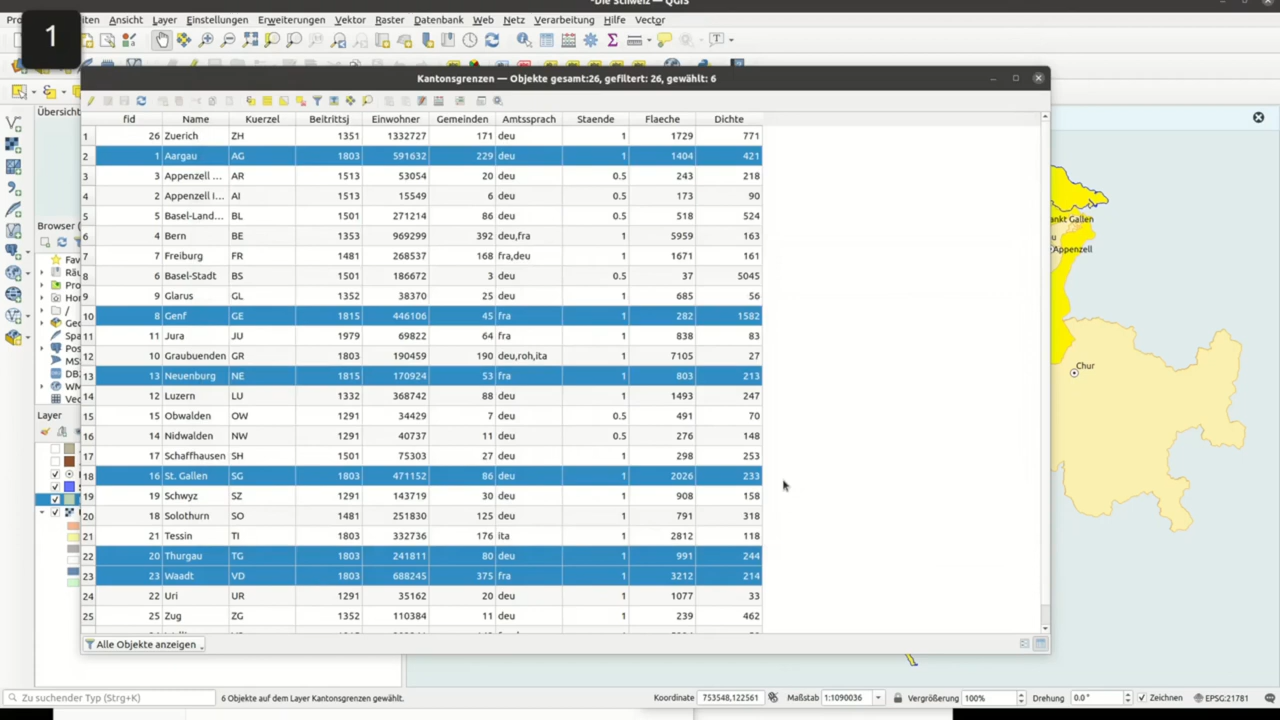 *Die Schweiz — QGIS
1
Ansicht Layer Einstellungen Erweiterungen Vektor Raster Datenbank Web Netz Verarbeitung Hilfe Vector
Kantonsgrenzen — Objekte gesamt:26, gefiltert: 26, gewählt: 6
Übersicht
fid Name Kuerzel Beitrittsj Einwohner Gemeinden Amtssprach Staende Flaeche Dichte
1 26 Zuerich ZH 1351 1332727 171 deu 1 1729 771
2 1 Aargau AG 1803 591632 229 deu 1 1404 421
3 3 Appenzell ... AR 1513 53054 20 deu 0.5 243 218
4 2 Appenzell i... AI 1513 15549 6 deu 0.5 173 90
5 5 Basel-Land... BL 1501 271214 86 deu 0.5 518 524
6 4 Bern BE 1353 969299 392 deu,fra 1 5959 163
7 7 Freiburg FR 1481 268537 168 fra,deu 1 1671 161
8 6 Basel-Stadt BS 1501 186672 3 deu 0.5 37 5045
9 9 Glarus GL 1352 38370 25 deu 1 685 56
10 8 Genf GE 1815 446106 45 fra 1 282 1582
11 11 Jura JU 1979 69822 64 fra 1 838 83
12 10 Graubuenden GR 1803 190459 190 deu,roh,ita 1 7105 27
13 13 Neuenburg NE 1815 170924 53 fra 1 803 213
14 12 Luzern LU 1332 368742 88 deu 1 1493 247
15 15 Obwalden OW 1291 34429 7 deu 0.5 491 70
16 14 Nidwalden NW 1291 40737 11 deu 0.5 276 148
17 17 Schaffhausen SH 1501 75303 27 deu 1 298 253
18 16 St. Gallen SG 1803 471152 86 deu 1 2026 233
19 19 Schwyz SZ 1291 143719 30 deu 1 908 158
20 18 Solothurn SO 1481 251830 125 deu 1 791 318
21 21 Tessin TI 1803 332736 176 ita 1 2812 118
22 20 Thurgau TG 1803 241811 80 deu 1 991 244
23 23 Waadt VD 1803 688245 375 fra 1 3212 214
24 22 Uri UR 1291 35162 20 deu 1 1077 33
25 25 Zug ZG 1352 110384 11 deu 1 239 462
Alle Objekte anzeigen
Browser (
Fav
Räu
Pro
Hor
/
Geo
Spa
Pos
MS
DB
WM
Vec
Layer
ankt Gallen
Appenzell
Chur
Zu suchender Typ (Strg+K) 6 Objekte auf dem Layer Kantonsgrenzen gewählt. Koordinate 753548,122561 Maßstab 1:1090036 Vergrößerung 100% Drehung 0.0 ° Zeichnen EPSG:21781